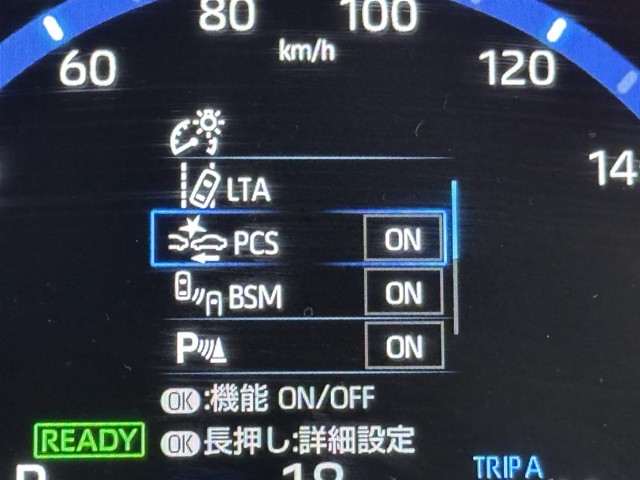 80 100
km/h
60 120
14
LTA
PCS ON
BSM ON
P ON
OK:機能 ON/OFF
READY OK長押し:詳細設定
18 TRIP A